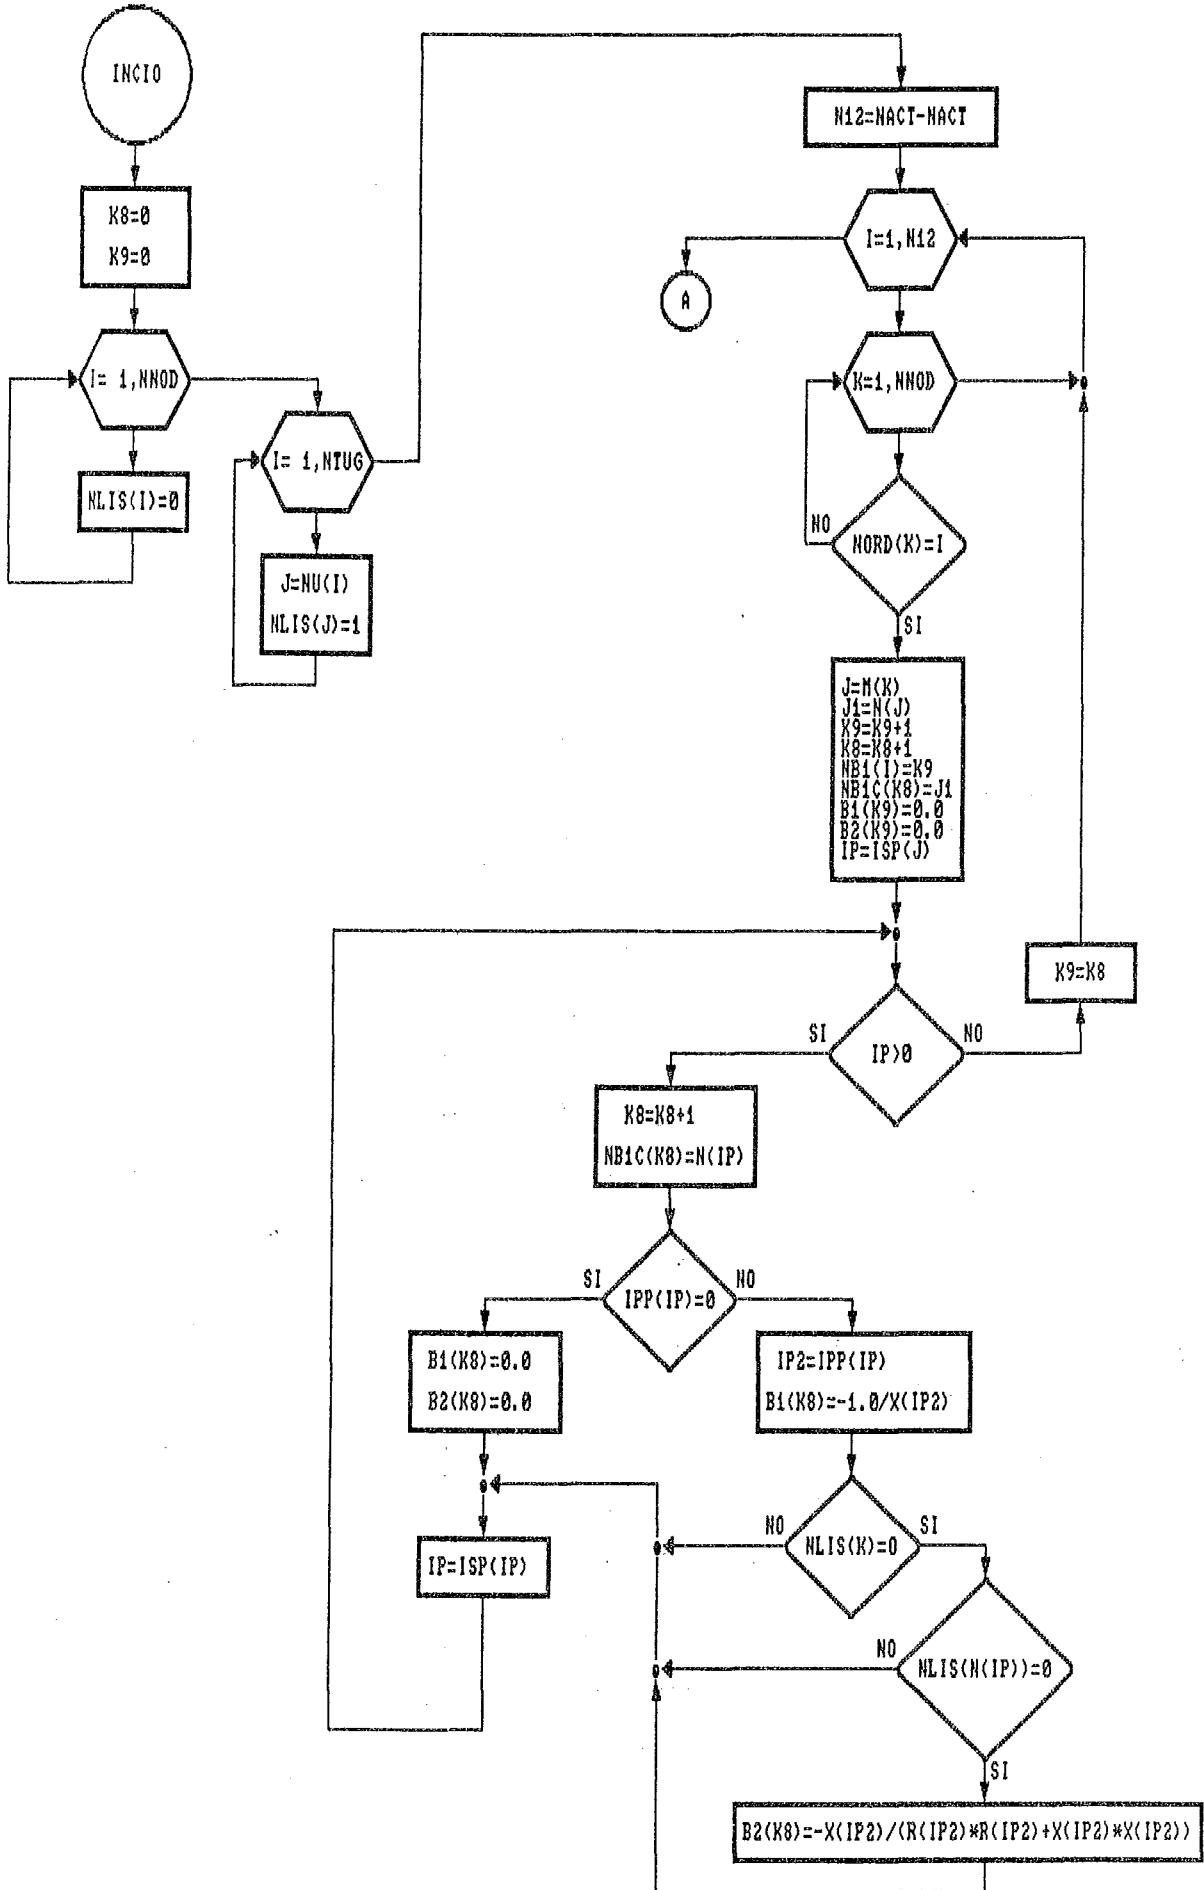 INCIO
K8=0
K9=0
I= 1,NNOD
NLIS(I)=0
I= 1,NTUG
J=NU(I)
NLIS(J)=1
N12=NACT-NACT
I=1,N12
A
K=1,NNOD
NORD(K)=I
NO
SI
J=M(K)
J1=N(J)
K9=K9+1
K8=K8+1
NB1(I)=K9
NB1C(K8)=J1
B1(K9)=0.0
B2(K9)=0.0
IP=ISP(J)
K9=K8
SI
IP>0
NO
K8=K8+1
NB1C(K8)=N(IP)
SI
IPP(IP)=0
NO
B1(K8)=0.0
B2(K8)=0.0
IP2=IPP(IP)
B1(K8)=-1.0/X(IP2)
IP=ISP(IP)
NO
NLIS(K)=0
SI
NO
NLIS(N(IP))=0
SI
B2(K8)=-X(IP2)/(R(IP2)*R(IP2)+X(IP2)*X(IP2))